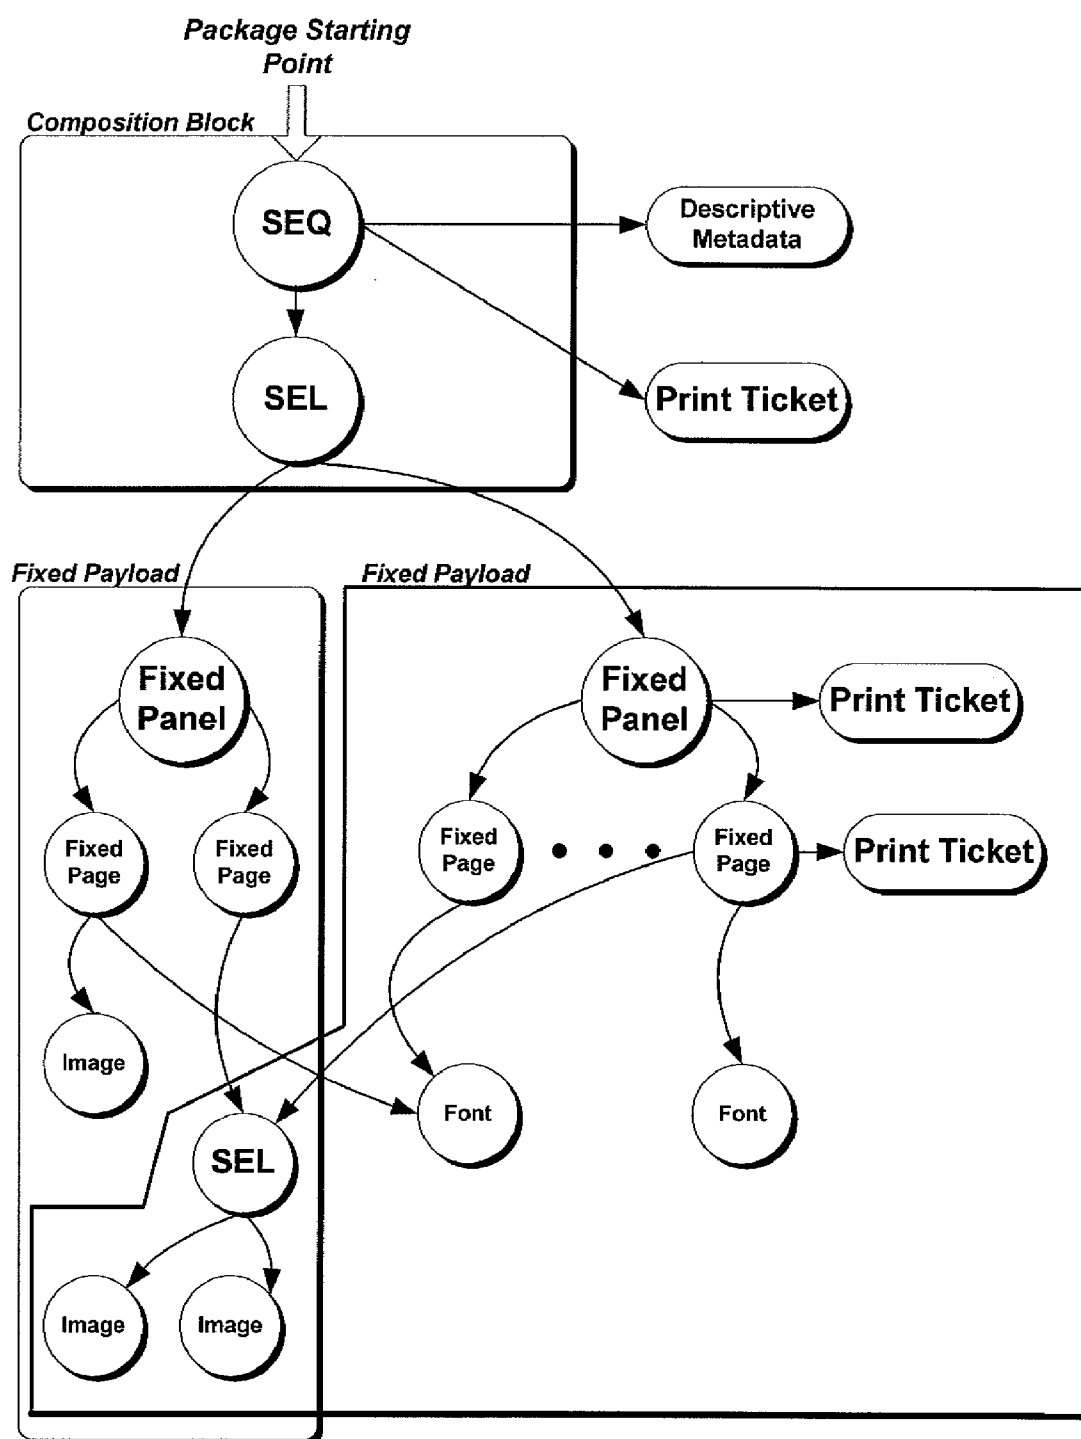 Package Starting
Point
Composition Block
SEQ
Descriptive
Metadata
SEL
Print Ticket
Fixed Payload
Fixed Payload
Fixed
Panel
Fixed
Panel
Print Ticket
Fixed
Page
Fixed
Page
Fixed
Page
Fixed
Page
Print Ticket
Image
Font
Font
SEL
Image
Image